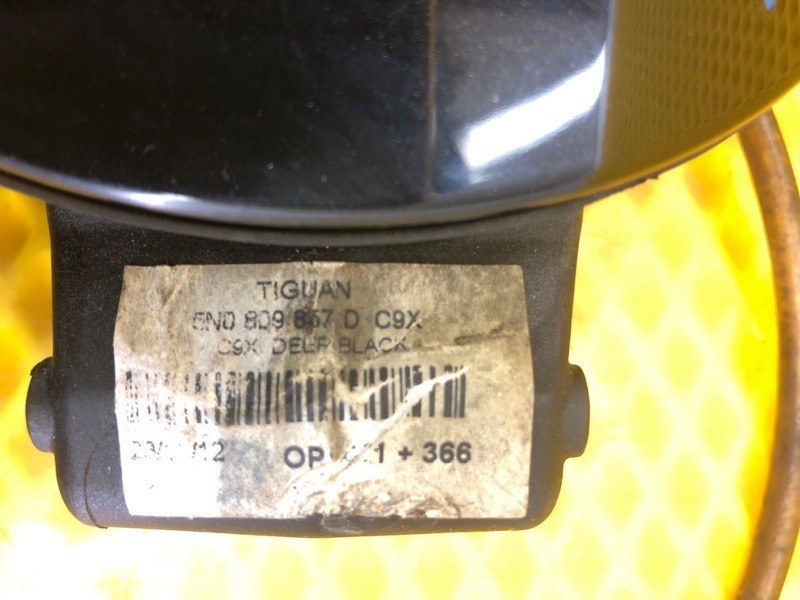 TIGUAN
5N0 809 857 D C9X
C9X DEEP BLACK
OP + 366